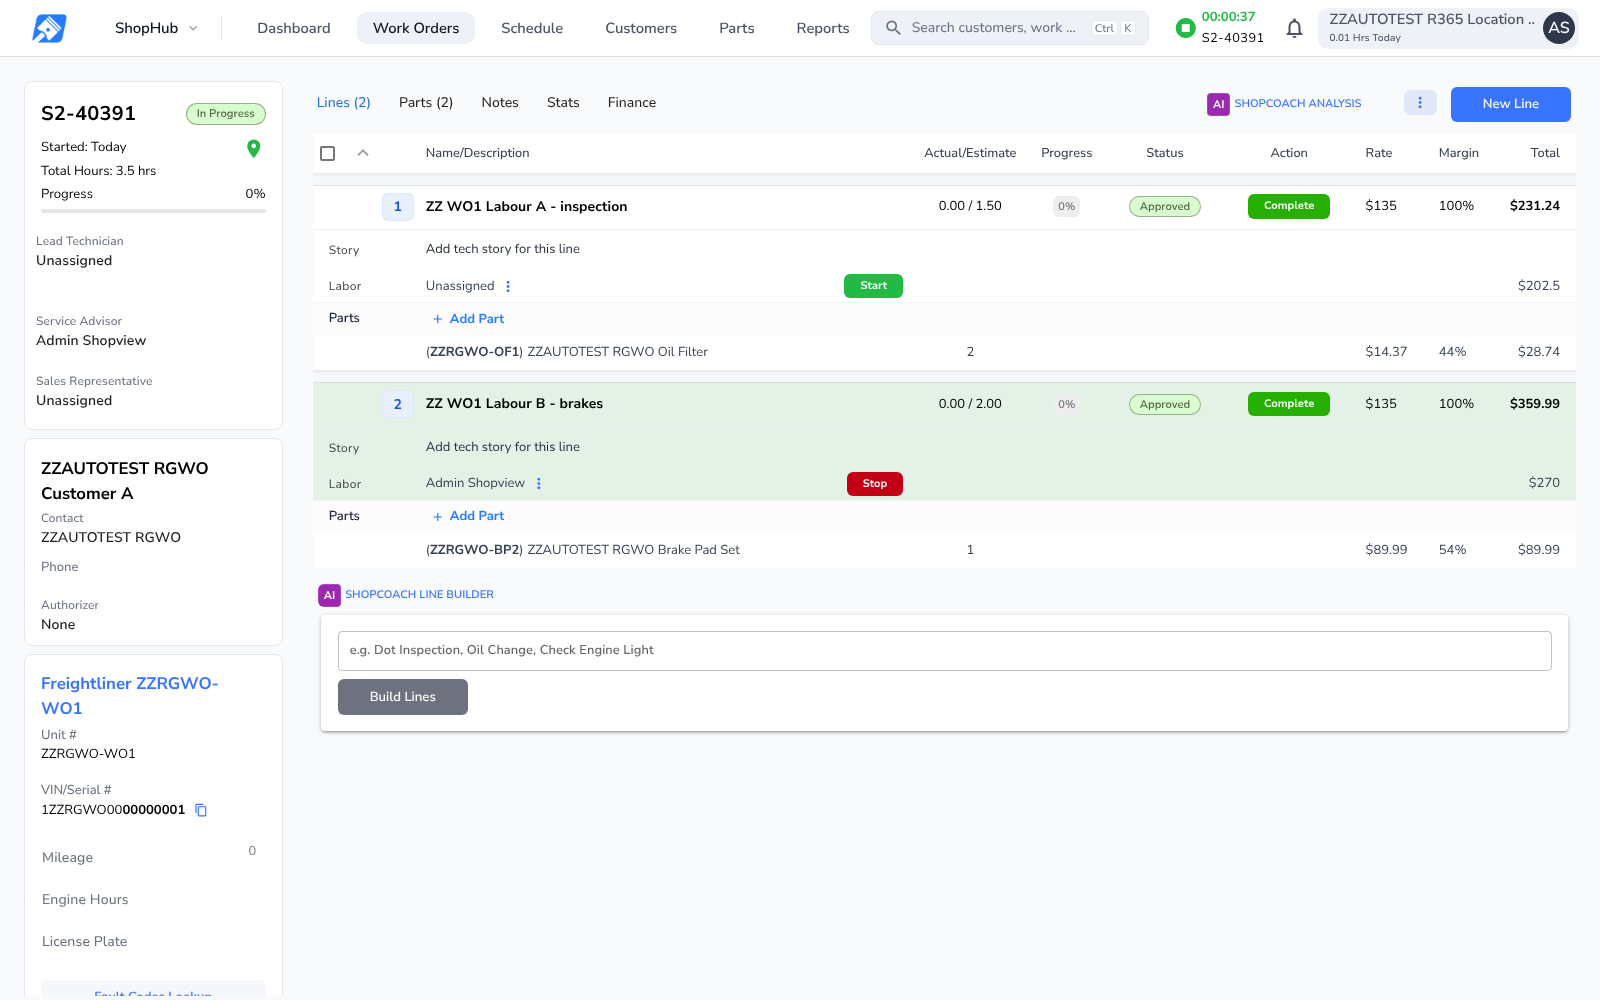 ShopHub
Dashboard
Work Orders
Schedule
Customers
Parts
Reports
Search customers, work ...
Ctrl K
00:00:37
S2-40391
ZZAUTOTEST R365 Location ..
0.01 Hrs Today
AS
S2-40391
In Progress
Started: Today
Total Hours: 3.5 hrs
Progress 0%
Lead Technician
Unassigned
Service Advisor
Admin Shopview
Sales Representative
Unassigned
ZZAUTOTEST RGWO
Customer A
Contact
ZZAUTOTEST RGWO
Phone
Authorizer
None
Freightliner ZZRGWO-
WO1
Unit #
ZZRGWO-WO1
VIN/Serial #
1ZZRGWO0000000001
Mileage 0
Engine Hours
License Plate
Fault Codes Lookup
Lines (2)
Parts (2)
Notes
Stats
Finance
AI SHOPCOACH ANALYSIS
New Line
Name/Description Actual/Estimate Progress Status Action Rate Margin Total
1 ZZ WO1 Labour A - inspection 0.00 / 1.50 0% Approved Complete $135 100% $231.24
Story Add tech story for this line
Labor Unassigned Start $202.5
Parts + Add Part
(ZZRGWO-OF1) ZZAUTOTEST RGWO Oil Filter 2 $14.37 44% $28.74
2 ZZ WO1 Labour B - brakes 0.00 / 2.00 0% Approved Complete $135 100% $359.99
Story Add tech story for this line
Labor Admin Shopview Stop $270
Parts + Add Part
(ZZRGWO-BP2) ZZAUTOTEST RGWO Brake Pad Set 1 $89.99 54% $89.99
AI SHOPCOACH LINE BUILDER
e.g. Dot Inspection, Oil Change, Check Engine Light
Build Lines